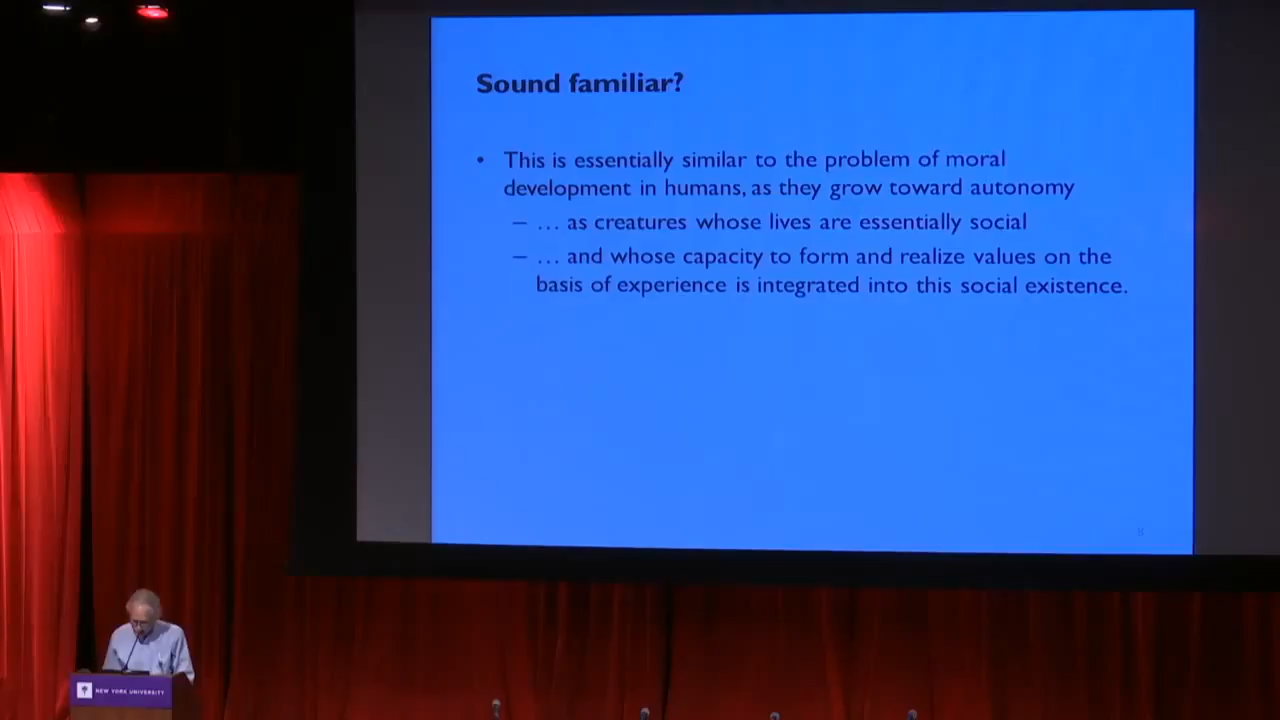 Sound familiar?
• This is essentially similar to the problem of moral
development in humans, as they grow toward autonomy
– … as creatures whose lives are essentially social
– … and whose capacity to form and realize values on the
basis of experience is integrated into this social existence.
8
NEW YORK UNIVERSITY